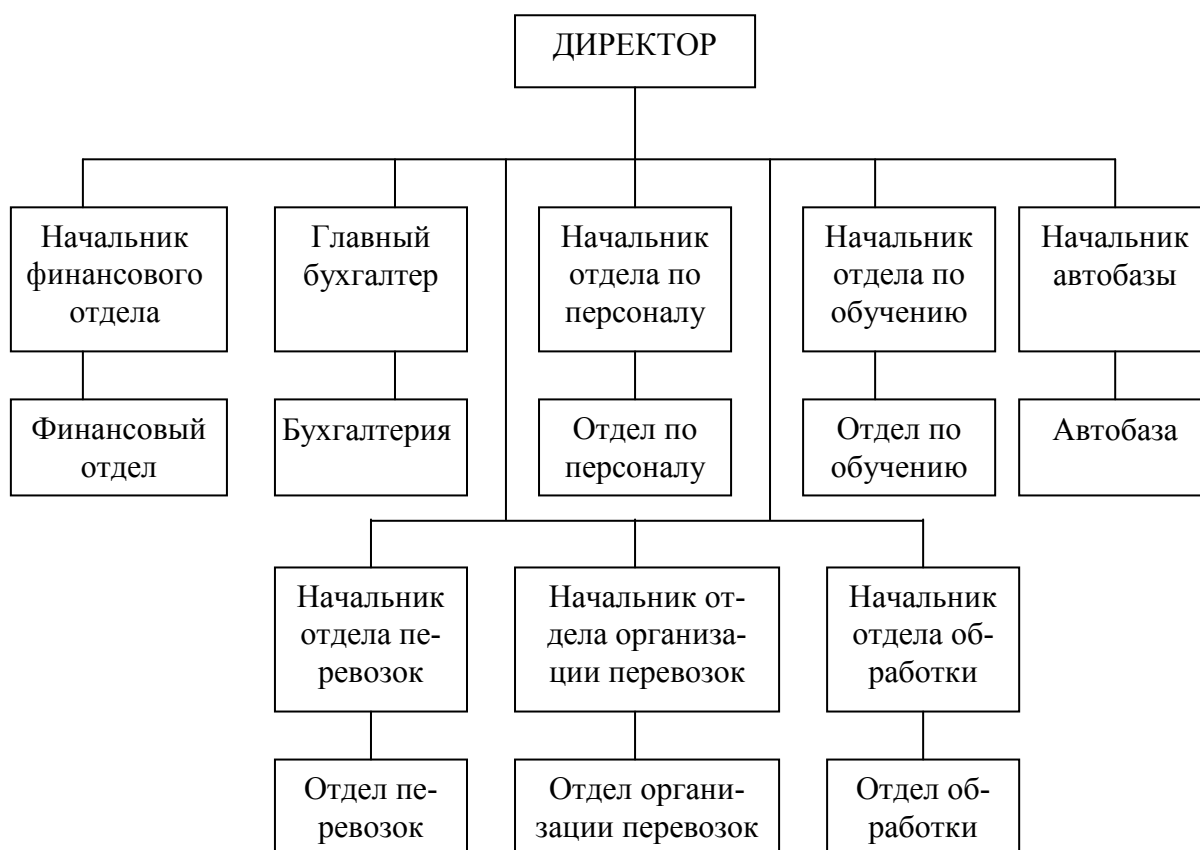 ДИРЕКТОР
Начальник
финансового
отдела
Главный
бухгалтер
Начальник
отдела по
персоналу
Начальник
отдела по
обучению
Начальник
автобазы
Финансовый
отдел
Бухгалтерия
Отдел по
персоналу
Отдел по
обучению
Автобаза
Начальник
отдела пе-
ревозок
Начальник от-
дела организа-
ции перевозок
Начальник
отдела об-
работки
Отдел пе-
ревозок
Отдел органи-
зации перевозок
Отдел об-
работки